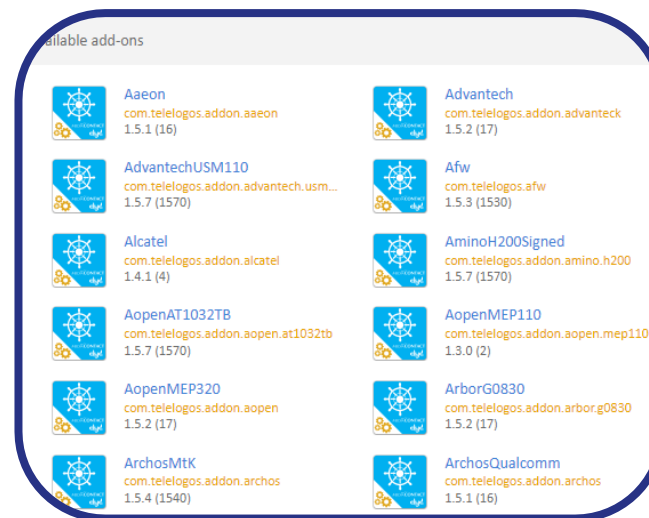 ilable add-ons
Aaeon
com.telelogos.addon.aaeon
1.5.1 (16)
Advantech
com.telelogos.addon.advanteck
1.5.2 (17)
AdvantechUSM110
com.telelogos.addon.advantech.usm...
1.5.7 (1570)
Afw
com.telelogos.afw
1.5.3 (1530)
Alcatel
com.telelogos.addon.alcatel
1.4.1 (4)
AminoH200Signed
com.telelogos.addon.amino.h200
1.5.7 (1570)
AopenAT1032TB
com.telelogos.addon.aopen.at1032tb
1.5.7 (1570)
AopenMEP110
com.telelogos.addon.aopen.mep110
1.3.0 (2)
AopenMEP320
com.telelogos.addon.aopen
1.5.2 (17)
ArborG0830
com.telelogos.addon.arbor.g0830
1.5.2 (17)
ArchosMtK
com.telelogos.addon.archos
1.5.4 (1540)
ArchosQualcomm
com.telelogos.addon.archos
1.5.1 (16)